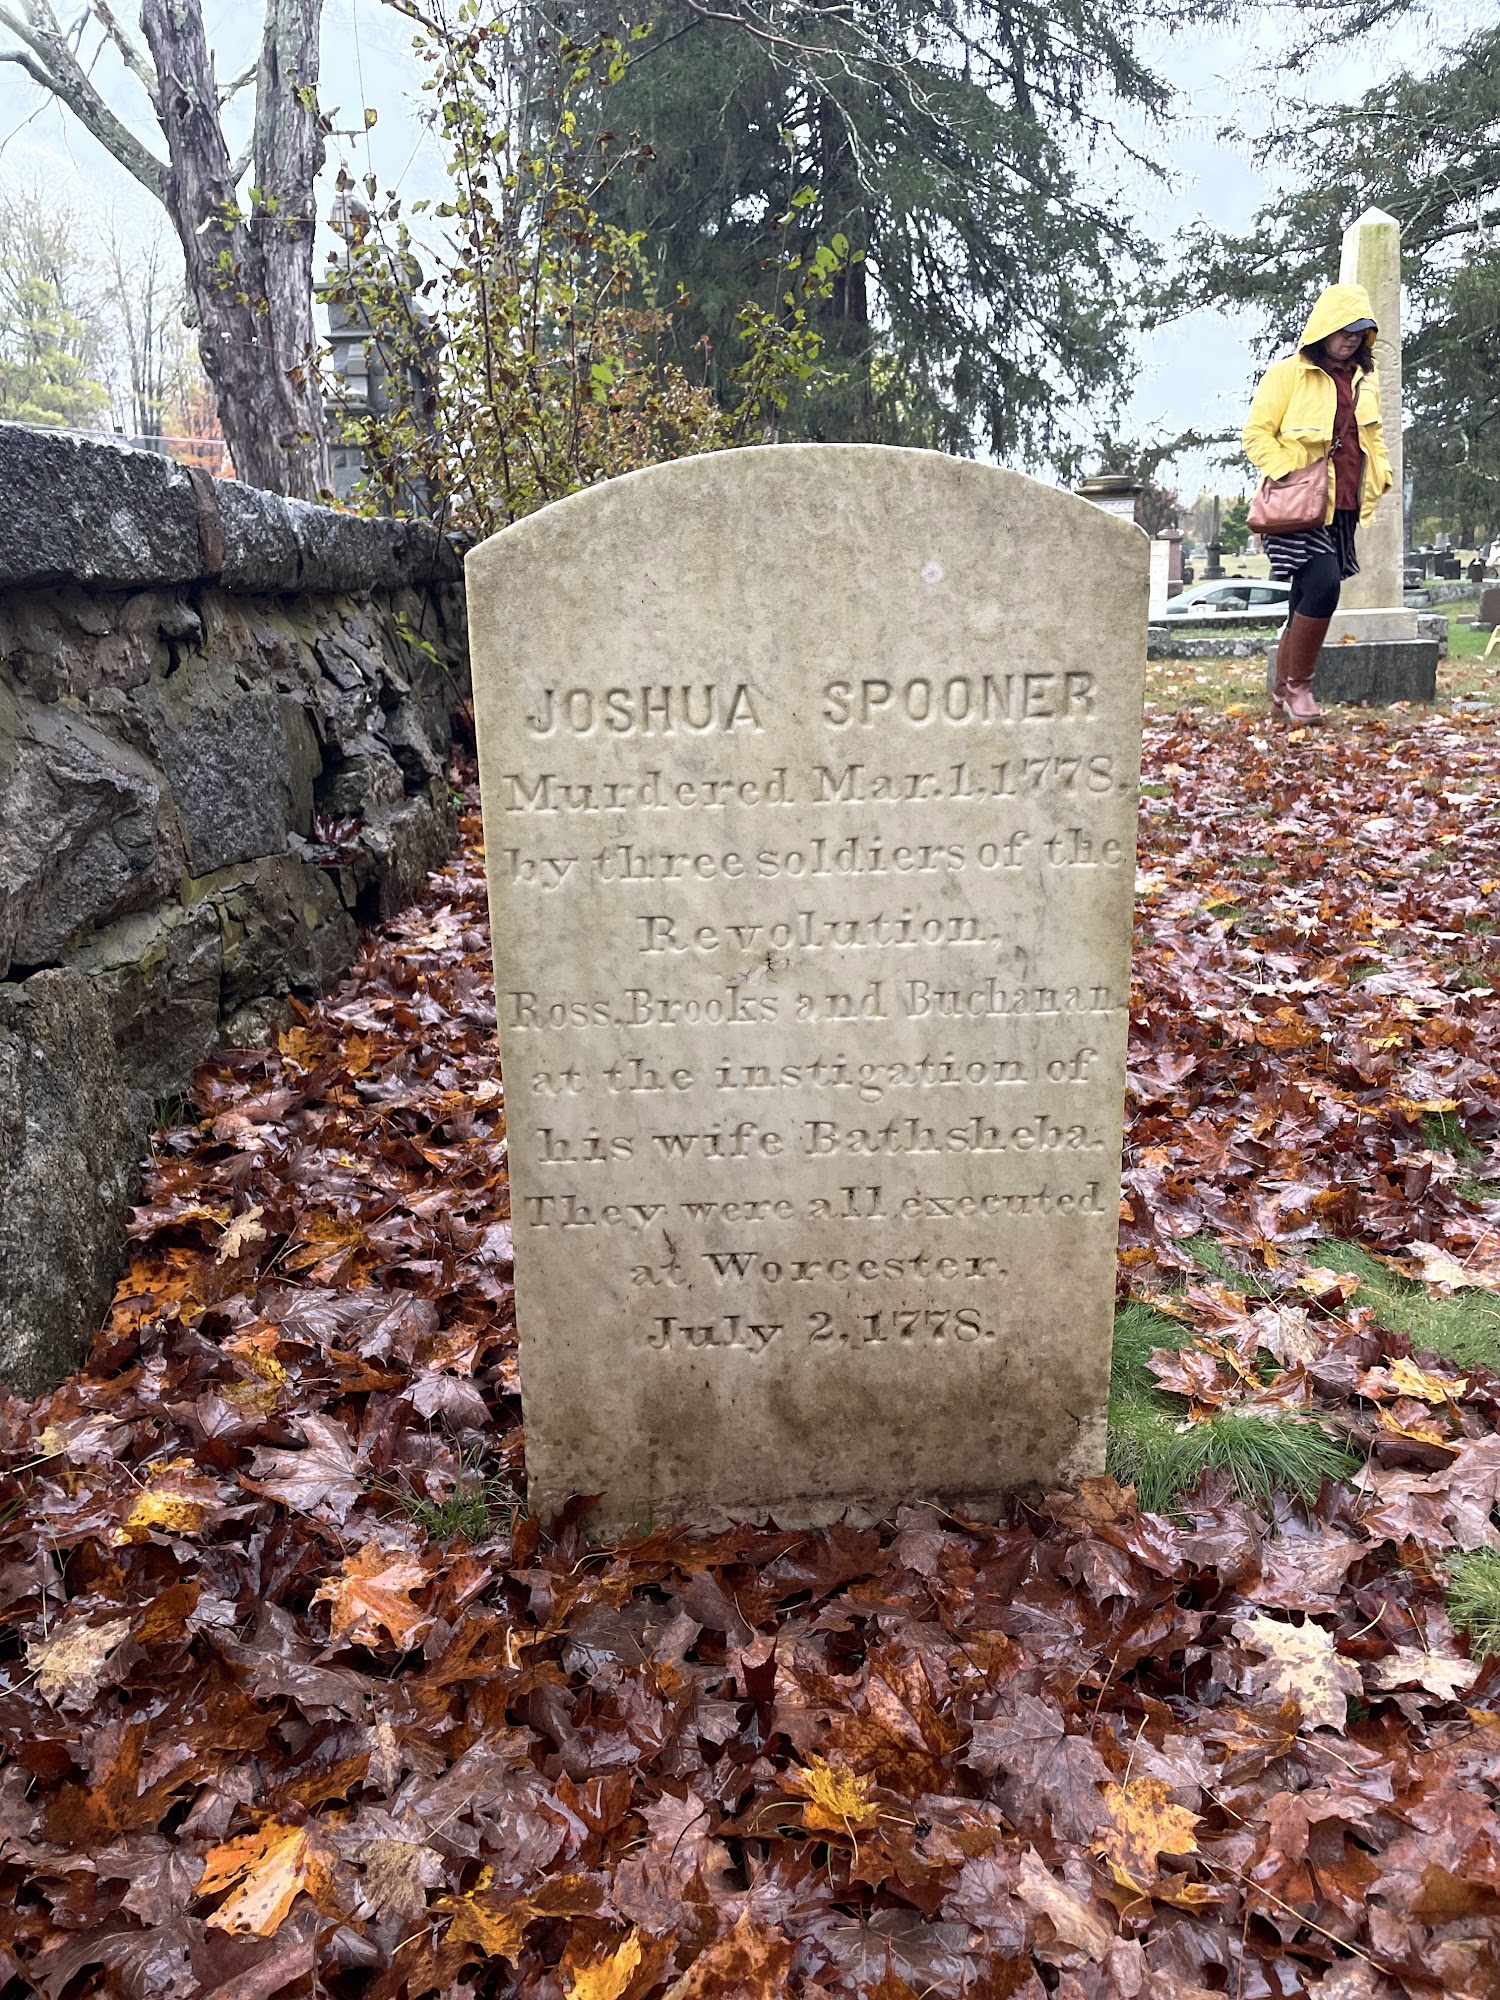 JOSHUA SPOONER
Murdered Mar. 1, 1778.
by three soldiers of the
Revolution,
Ross, Brooks and Buchanan
at the instigation of
his wife Bathsheba.
They were all executed
at Worcester,
July 2, 1778.